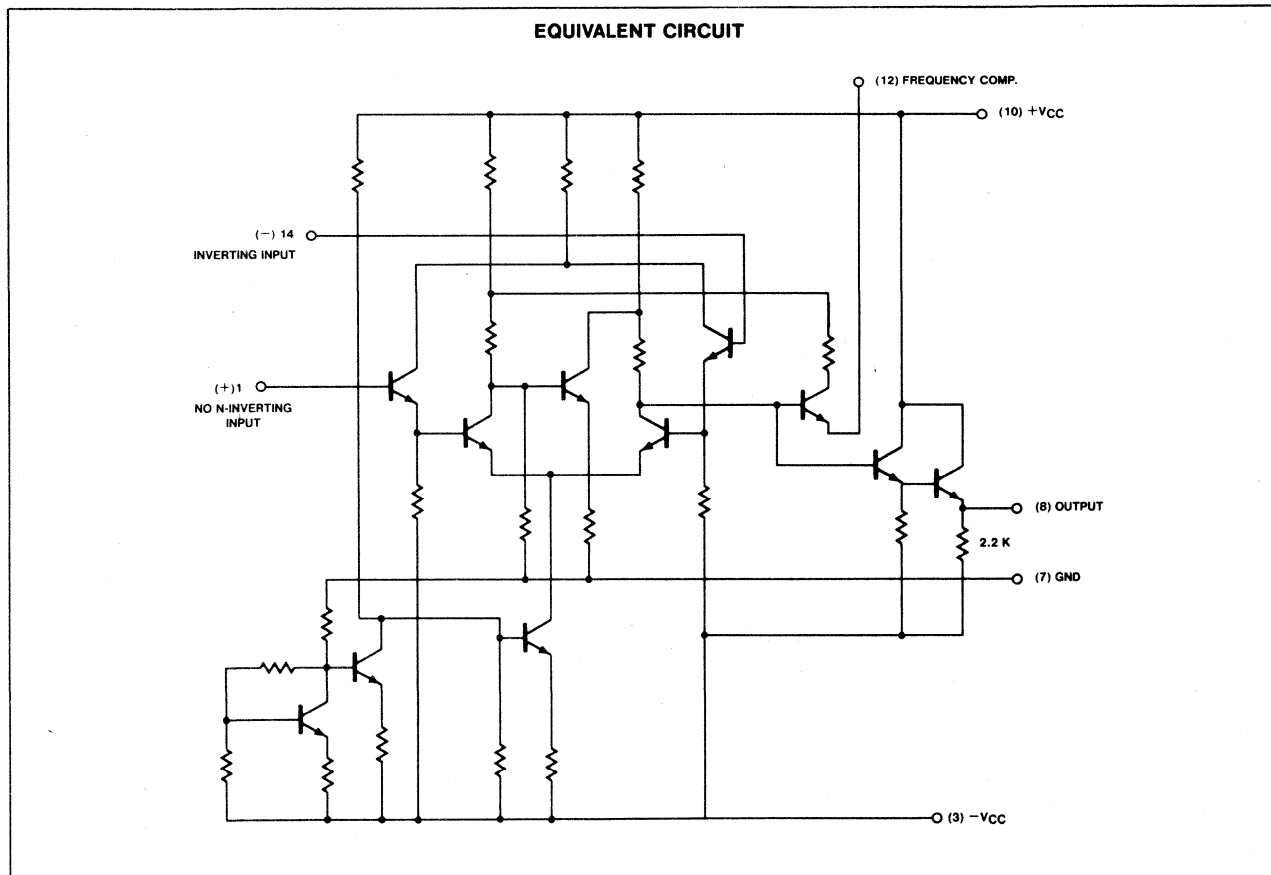 EQUIVALENT CIRCUIT
(12) FREQUENCY COMP.
(10) +VCC
(−) 14
INVERTING INPUT
(+)1
NO N-INVERTING
INPUT
(8) OUTPUT
2.2 K
(7) GND
(3) −VCC